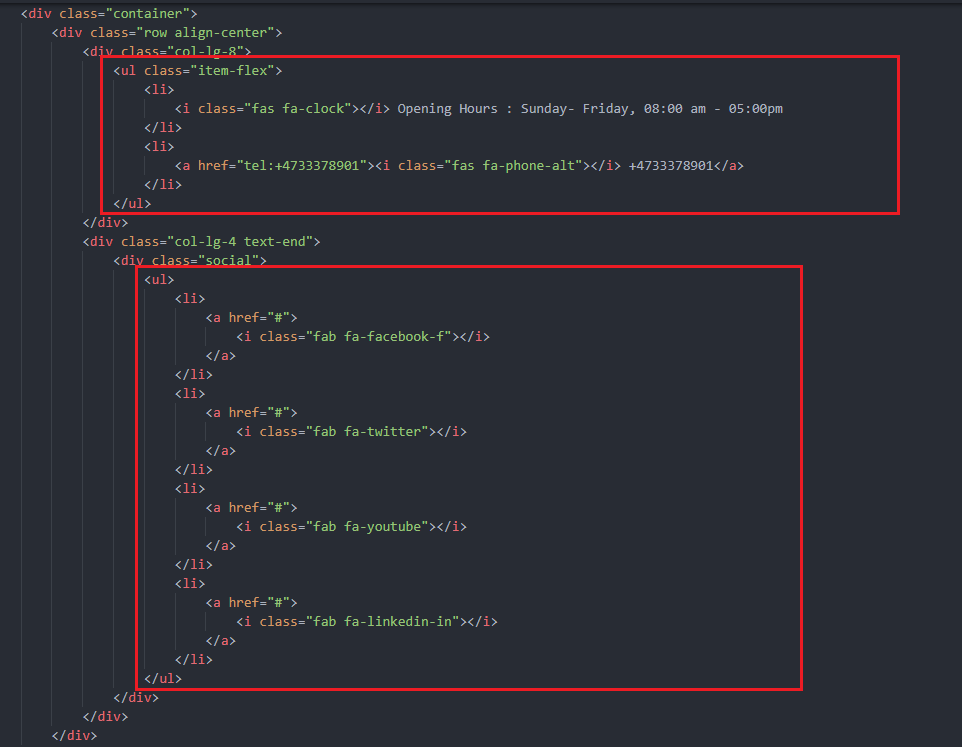 <div class="container">
<div class="row align-center">
<div class="col-lg-8">
<ul class="item-flex">
<li>
<i class="fas fa-clock"></i> Opening Hours : Sunday- Friday, 08:00 am - 05:00pm
</li>
<li>
<a href="tel:+4733378901"><i class="fas fa-phone-alt"></i> +4733378901</a>
</li>
</ul>
</div>
<div class="col-lg-4 text-end">
<div class="social">
<ul>
<li>
<a href="#">
<i class="fab fa-facebook-f"></i>
</a>
</li>
<li>
<a href="#">
<i class="fab fa-twitter"></i>
</a>
</li>
<li>
<a href="#">
<i class="fab fa-youtube"></i>
</a>
</li>
<li>
<a href="#">
<i class="fab fa-linkedin-in"></i>
</a>
</li>
</ul>
</div>
</div>
</div>